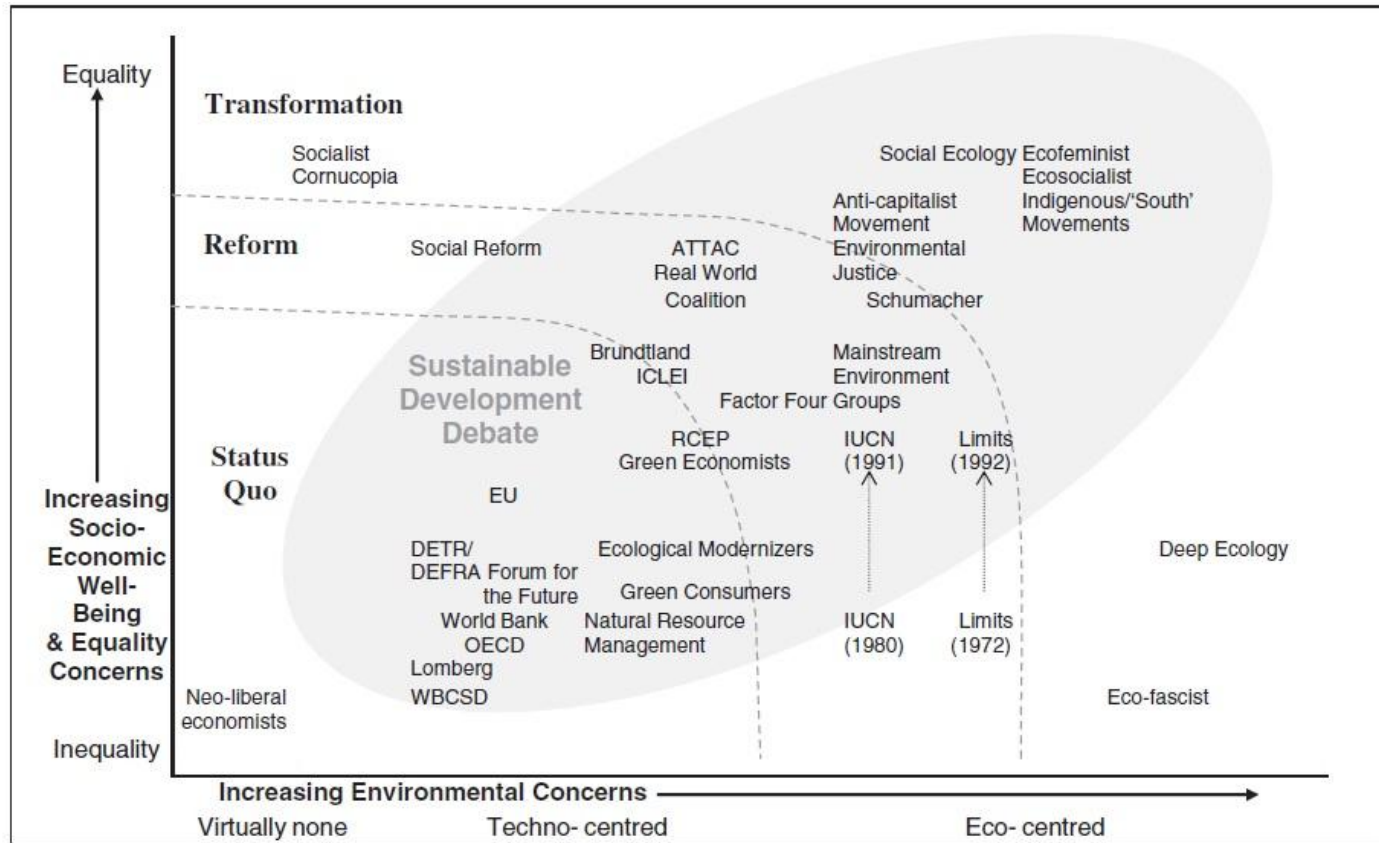 Equality
Transformation
Socialist
Cornucopia
Social Ecology Ecofeminist
Ecosocialist
Anti-capitalist Indigenous/‘South’
Movement Movements
Reform
Social Reform
ATTAC
Environmental
Real World
Justice
Coalition
Schumacher
Sustainable
Development
Debate
Brundtland
ICLEI
Mainstream
Environment
Factor Four Groups
Status
Quo
RCEP
Green Economists
IUCN
(1991)
Limits
(1992)
EU
Increasing
Socio-
Economic
Well-
Being
& Equality
Concerns
DETR/
DEFRA Forum for
the Future
Ecological Modernizers
Deep Ecology
Green Consumers
World Bank
OECD
Natural Resource
Management
IUCN
(1980)
Limits
(1972)
Lomberg
WBCSD
Neo-liberal
economists
Eco-fascist
Inequality
Increasing Environmental Concerns
Virtually none
Techno- centred
Eco- centred